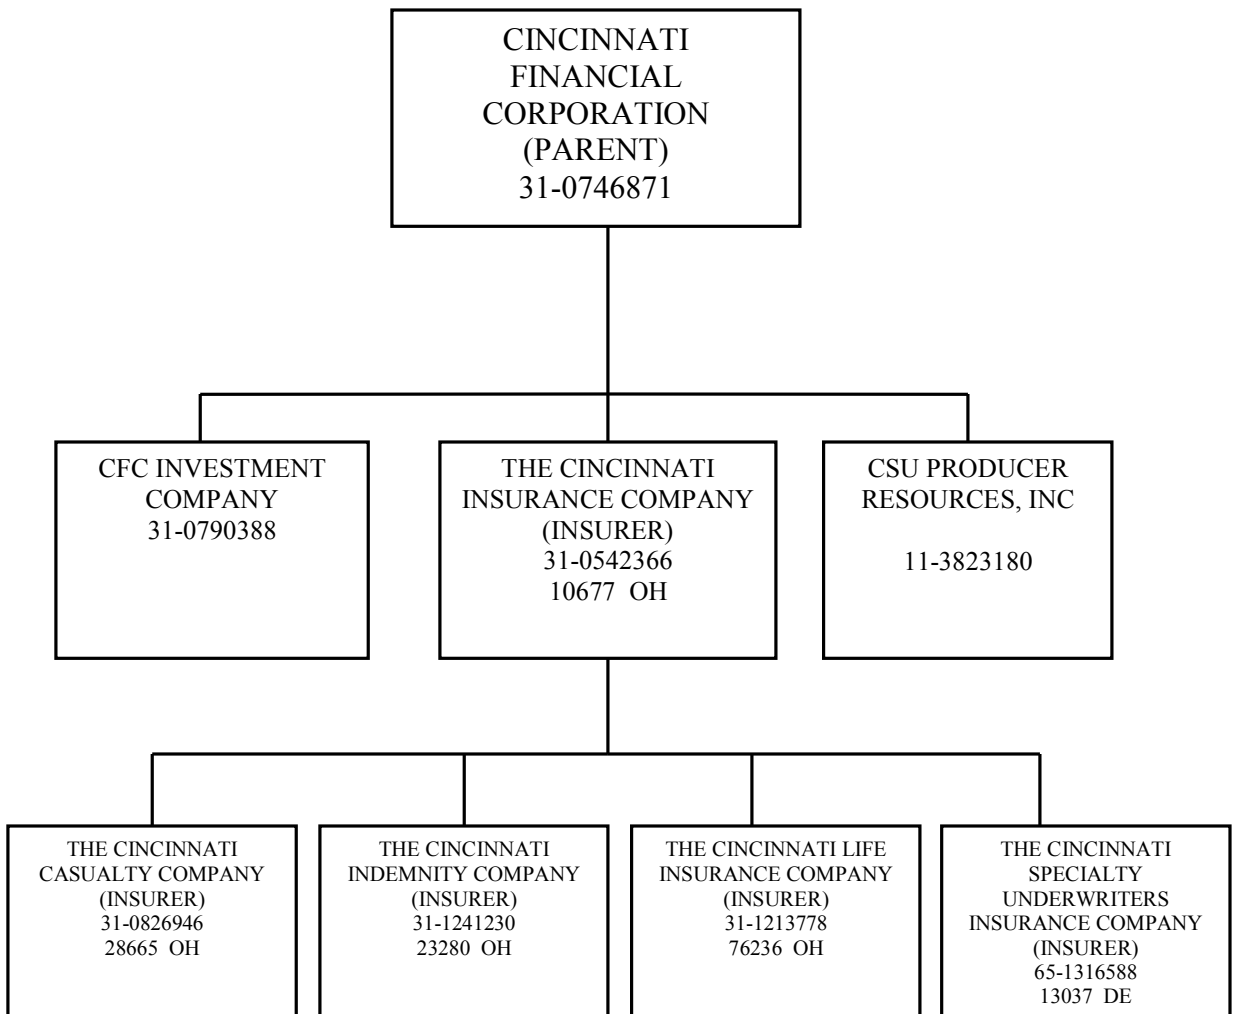 CINCINNATI
FINANCIAL
CORPORATION
(PARENT)
31-0746871
CFC INVESTMENT
COMPANY
31-0790388
THE CINCINNATI
INSURANCE COMPANY
(INSURER)
31-0542366
10677 OH
CSU PRODUCER
RESOURCES, INC
11-3823180
THE CINCINNATI
CASUALTY COMPANY
(INSURER)
31-0826946
28665 OH
THE CINCINNATI
INDEMNITY COMPANY
(INSURER)
31-1241230
23280 OH
THE CINCINNATI LIFE
INSURANCE COMPANY
(INSURER)
31-1213778
76236 OH
THE CINCINNATI
SPECIALTY
UNDERWRITERS
INSURANCE COMPANY
(INSURER)
65-1316588
13037 DE